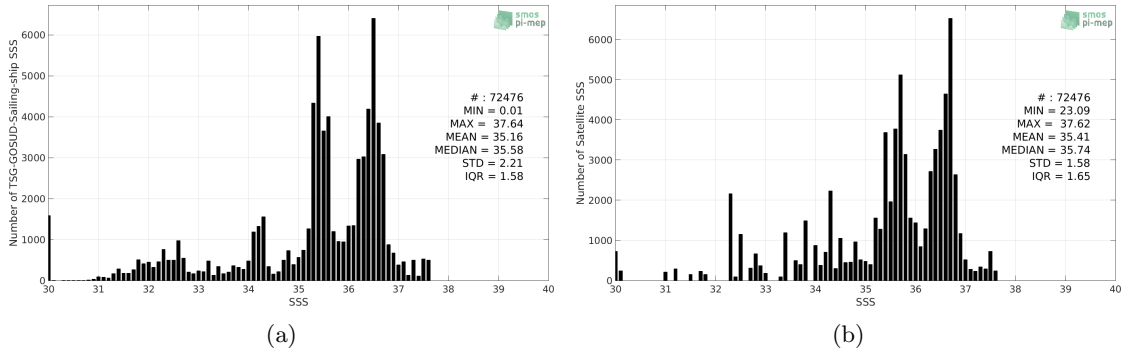 smos
pi-mep
Number of TSG-GOSUD-Sailing-ship SSS
6000
5000
4000
3000
2000
1000
0
# : 72476
MIN = 0.01
MAX = 37.64
MEAN = 35.16
MEDIAN = 35.58
STD = 2.21
IQR = 1.58
30 31 32 33 34 35 36 37 38 39 40
SSS
(a)
smos
pi-mep
Number of Satellite SSS
6000
5000
4000
3000
2000
1000
0
# : 72476
MIN = 23.09
MAX = 37.62
MEAN = 35.41
MEDIAN = 35.74
STD = 1.58
IQR = 1.65
30 31 32 33 34 35 36 37 38 39 40
SSS
(b)